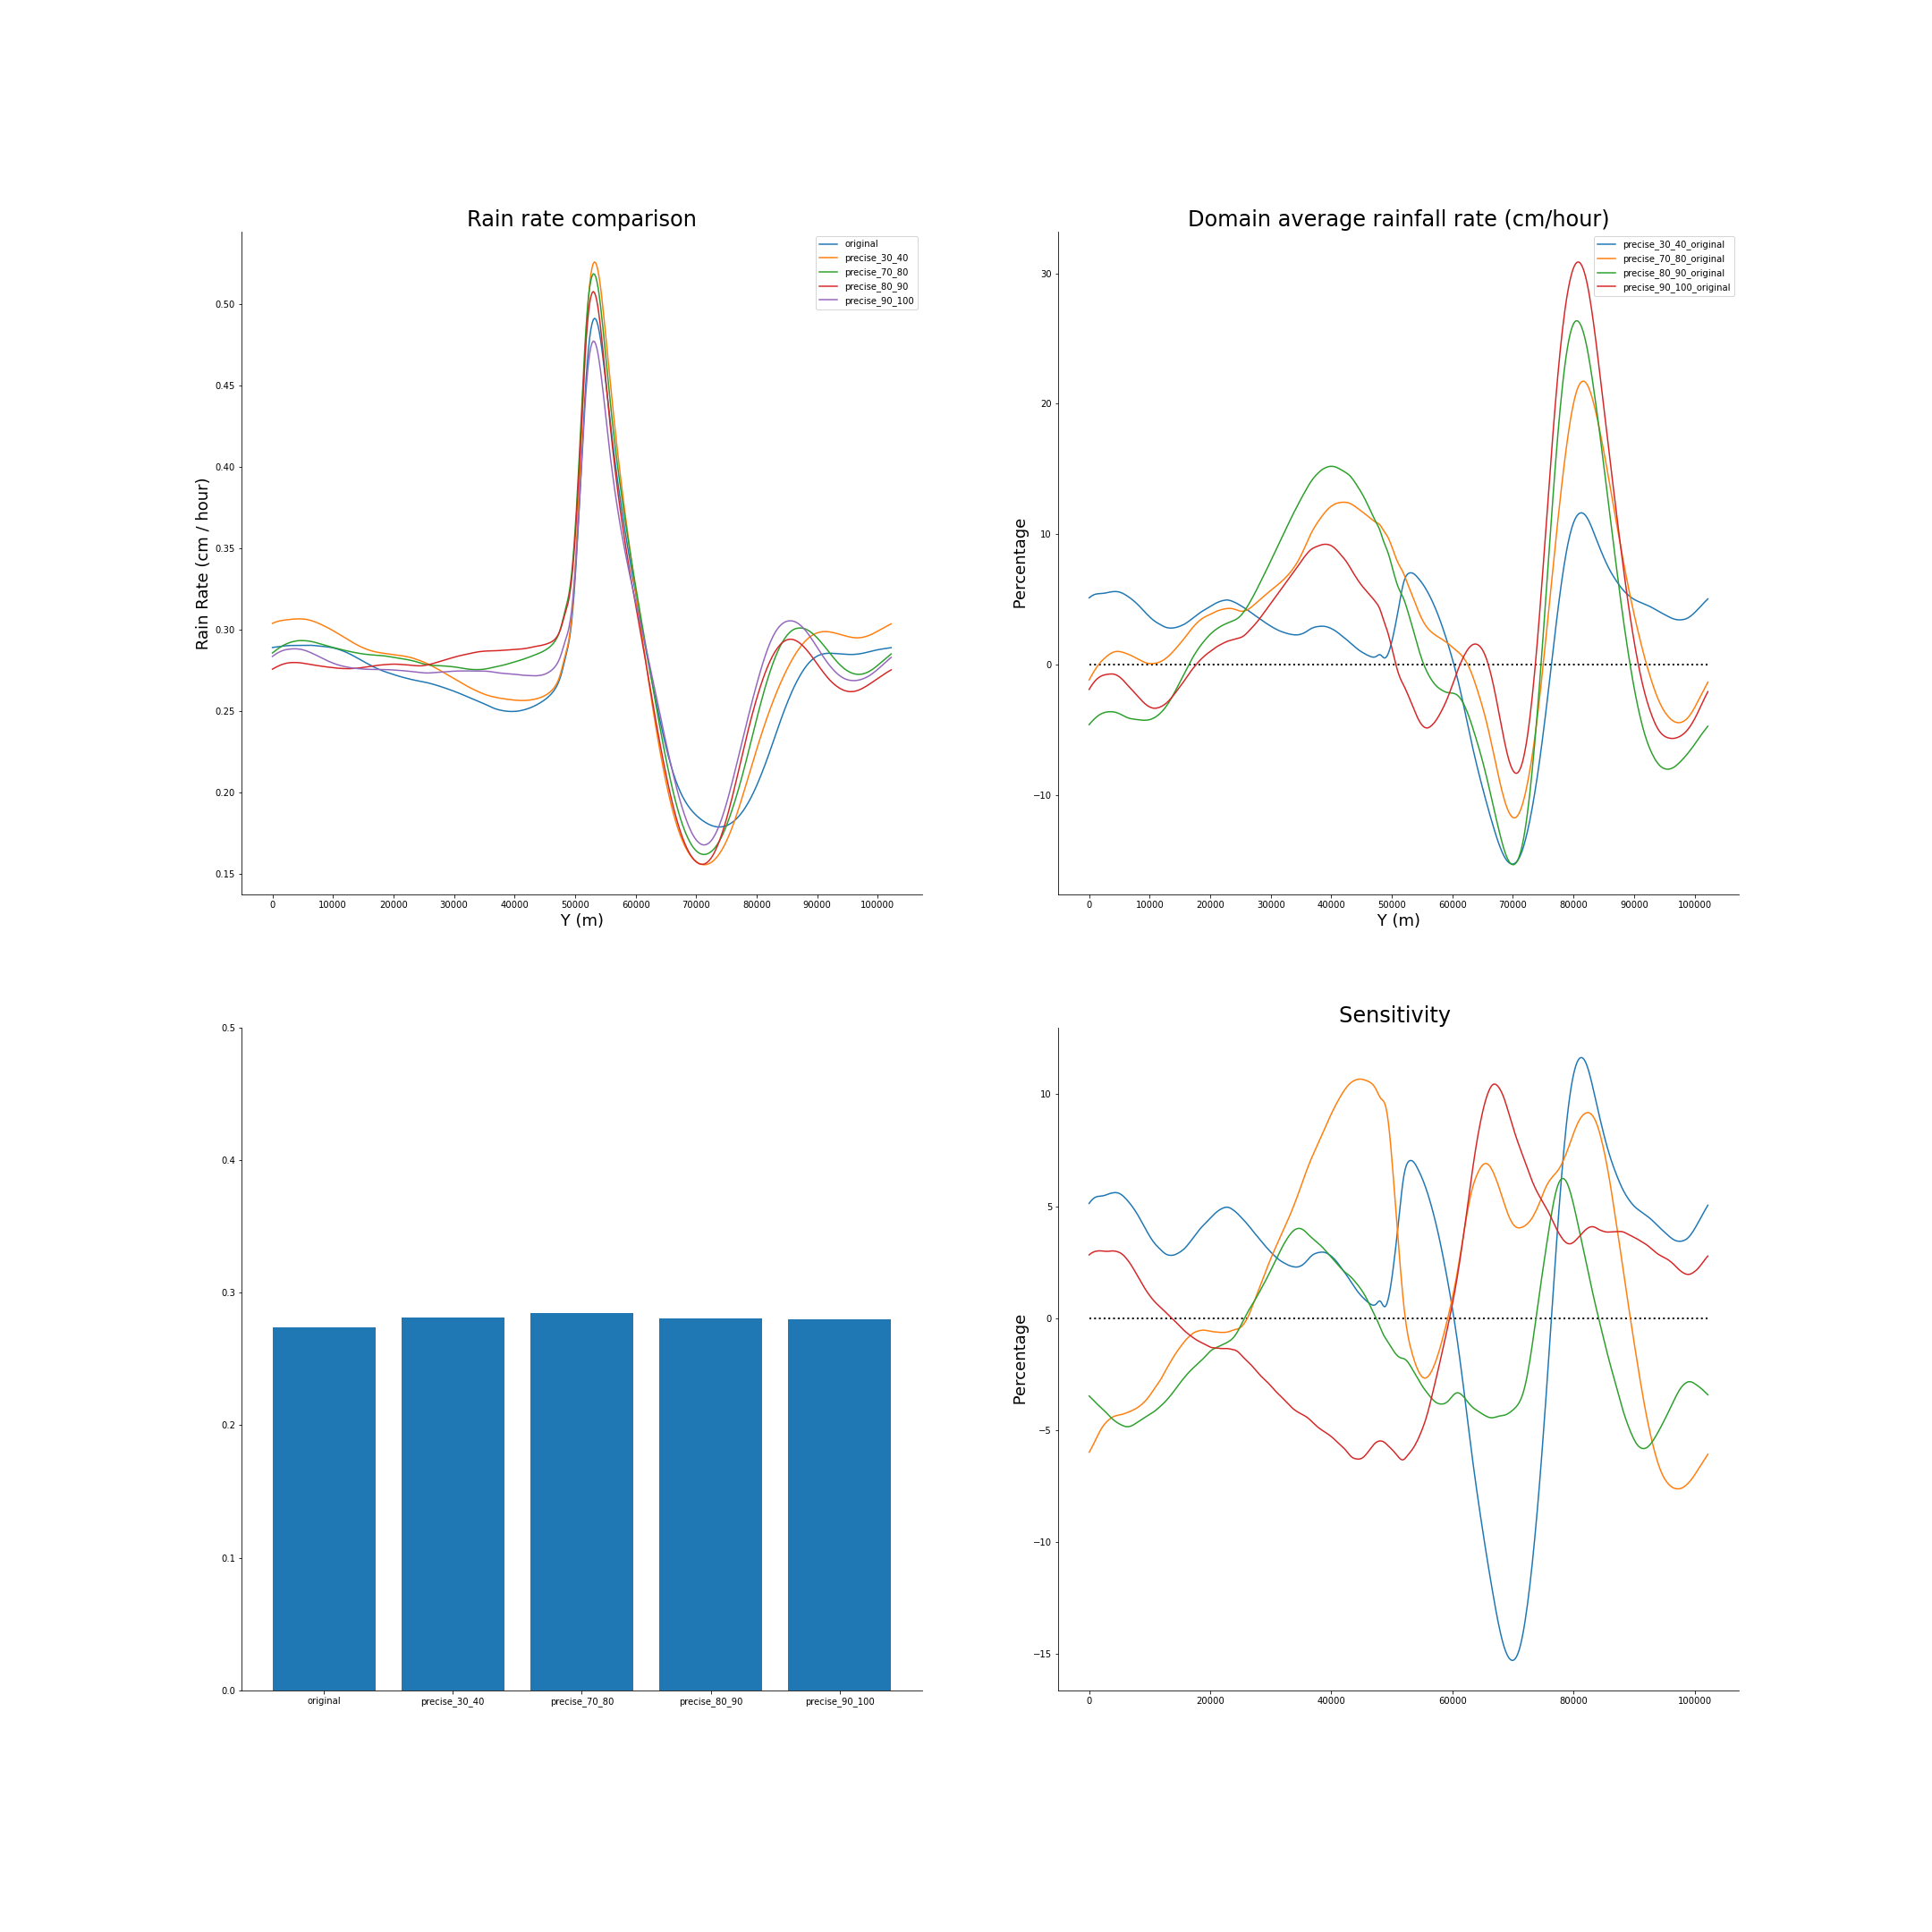 Rain rate comparison
Rain Rate (cm / hour)
0.50
0.45
0.40
0.35
0.30
0.25
0.20
0.15
original
precise_30_40
precise_70_80
precise_80_90
precise_90_100
0 10000 20000 30000 40000 50000 60000 70000 80000 90000 100000
Y (m)
Domain average rainfall rate (cm/hour)
Percentage
30
20
10
0
−10
precise_30_40_original
precise_70_80_original
precise_80_90_original
precise_90_100_original
0 10000 20000 30000 40000 50000 60000 70000 80000 90000 100000
Y (m)
0.5
0.4
0.3
0.2
0.1
0.0
original precise_30_40 precise_70_80 precise_80_90 precise_90_100
Sensitivity
Percentage
10
5
0
−5
−10
−15
0 20000 40000 60000 80000 100000